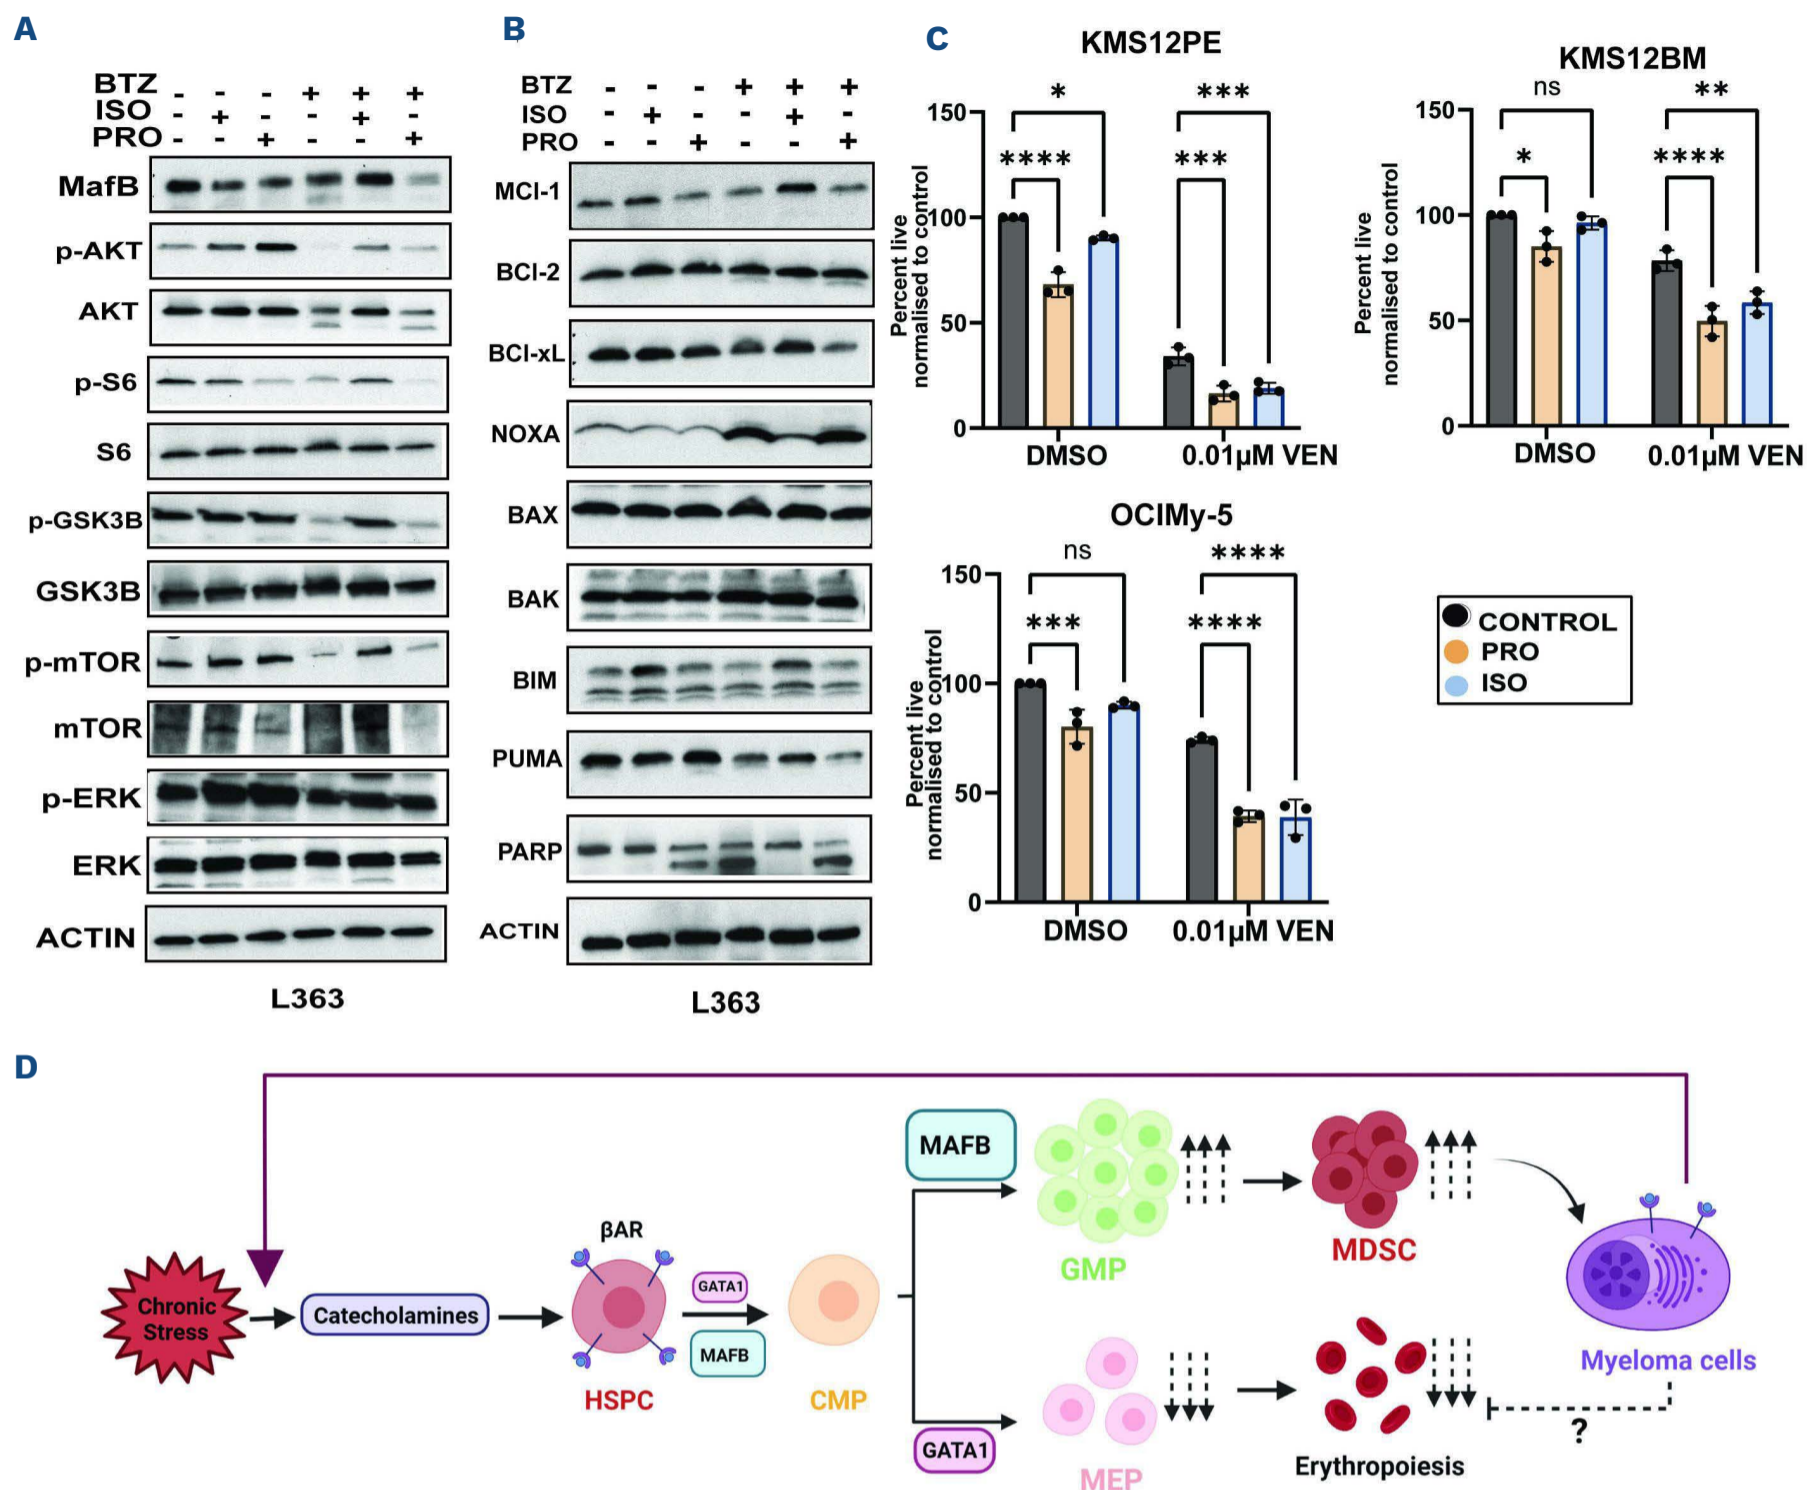 A
BTZ - - - + + +
ISO - + - - + -
PRO - - + - - +
MafB
p-AKT
AKT
p-S6
S6
p-GSK3B
GSK3B
p-mTOR
mTOR
p-ERK
ERK
ACTIN
L363
B
BTZ - - - + + +
ISO - + - - + -
PRO - - + - - +
MCl-1
BCl-2
BCl-xL
NOXA
BAX
BAK
BIM
PUMA
PARP
ACTIN
L363
C
KMS12PE
Percent live
normalised to control
150
100
50
0
*
****
***
***
DMSO
0.01µM VEN
KMS12BM
Percent live
normalised to control
150
100
50
0
ns
*
**
****
DMSO
0.01µM VEN
OCIMy-5
Percent live
normalised to control
150
100
50
0
ns
***
****
****
DMSO
0.01µM VEN
CONTROL
PRO
ISO
D
Chronic
Stress
Catecholamines
βAR
HSPC
GATA1
MAFB
CMP
MAFB
GMP
MDSC
Myeloma cells
GATA1
MEP
Erythropoiesis
?